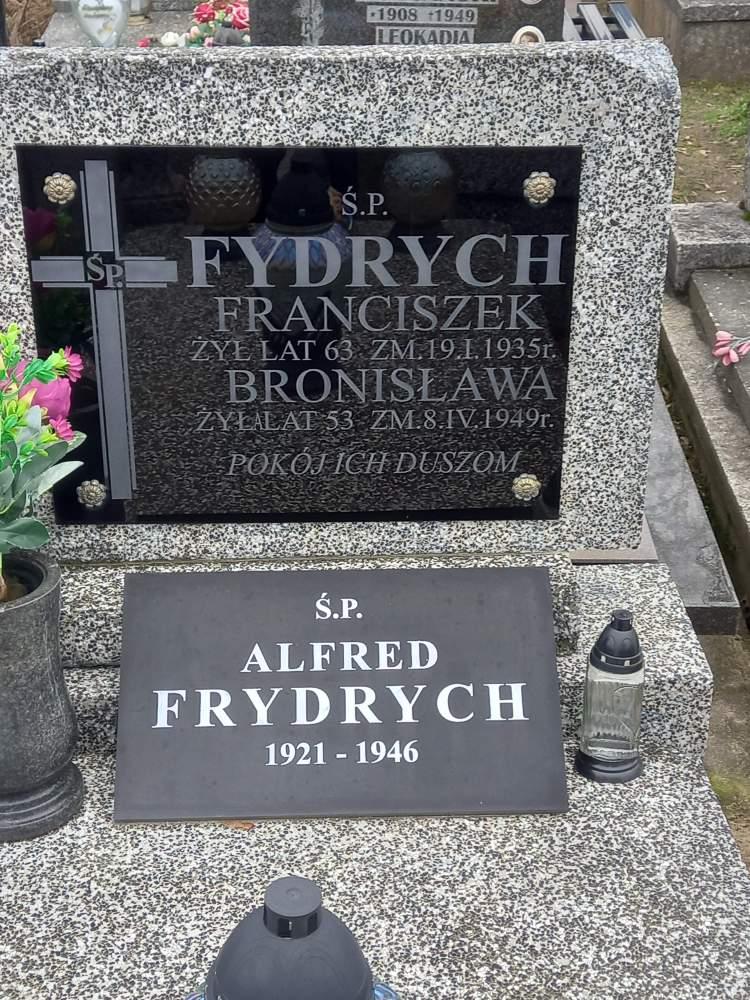 *1908 †1949
LEOKADIA
Ś.P.
Ś.P.
FYDRYCH
FRANCISZEK
ŻYŁ LAT 63 ZM.19.I.1935r.
BRONISŁAWA
ŻYŁA LAT 53 ZM.8.IV.1949r.
POKÓJ ICH DUSZOM
Ś.P.
ALFRED
FRYDRYCH
1921 - 1946